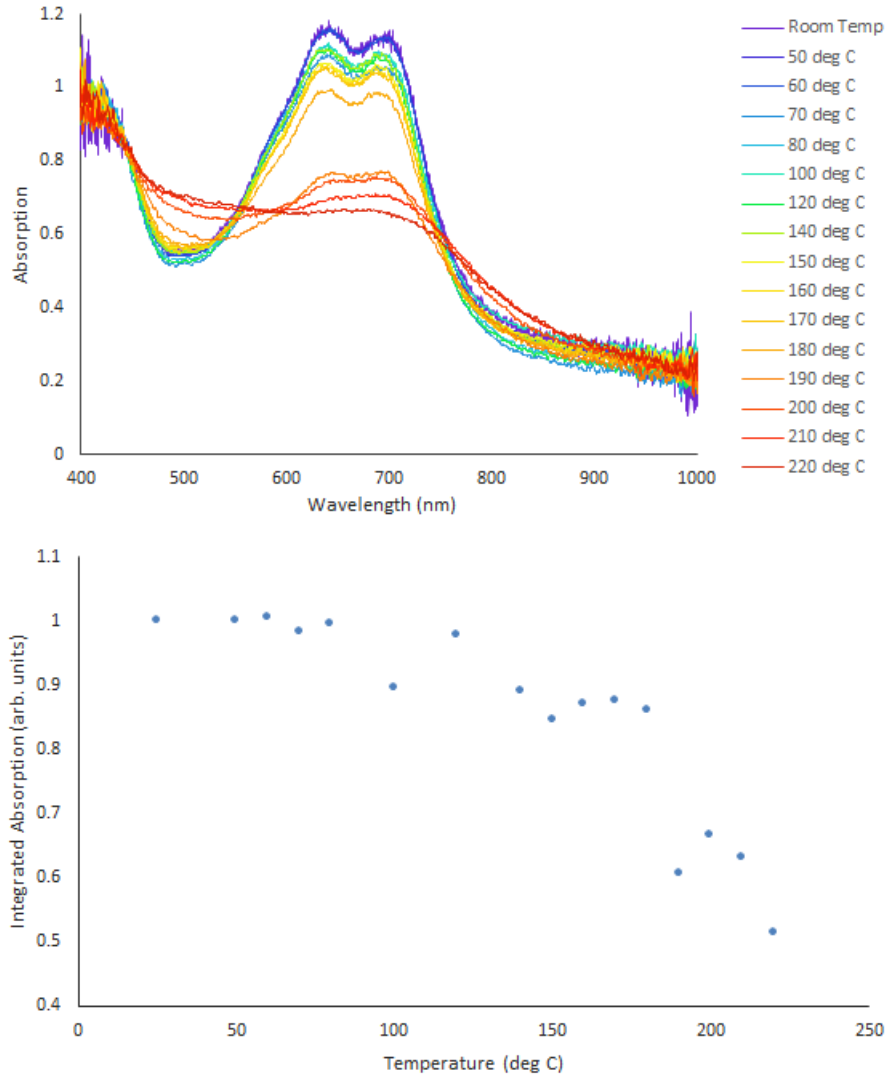 1.2
1
0.8
0.6
0.4
0.2
0
Absorption
400
500
600
700
800
900
1000
Wavelength (nm)
Room Temp
50 deg C
60 deg C
70 deg C
80 deg C
100 deg C
120 deg C
140 deg C
150 deg C
160 deg C
170 deg C
180 deg C
190 deg C
200 deg C
210 deg C
220 deg C
1.1
1
0.9
0.8
0.7
0.6
0.5
0.4
Integrated Absorption (arb. units)
0
50
100
150
200
250
Temperature (deg C)